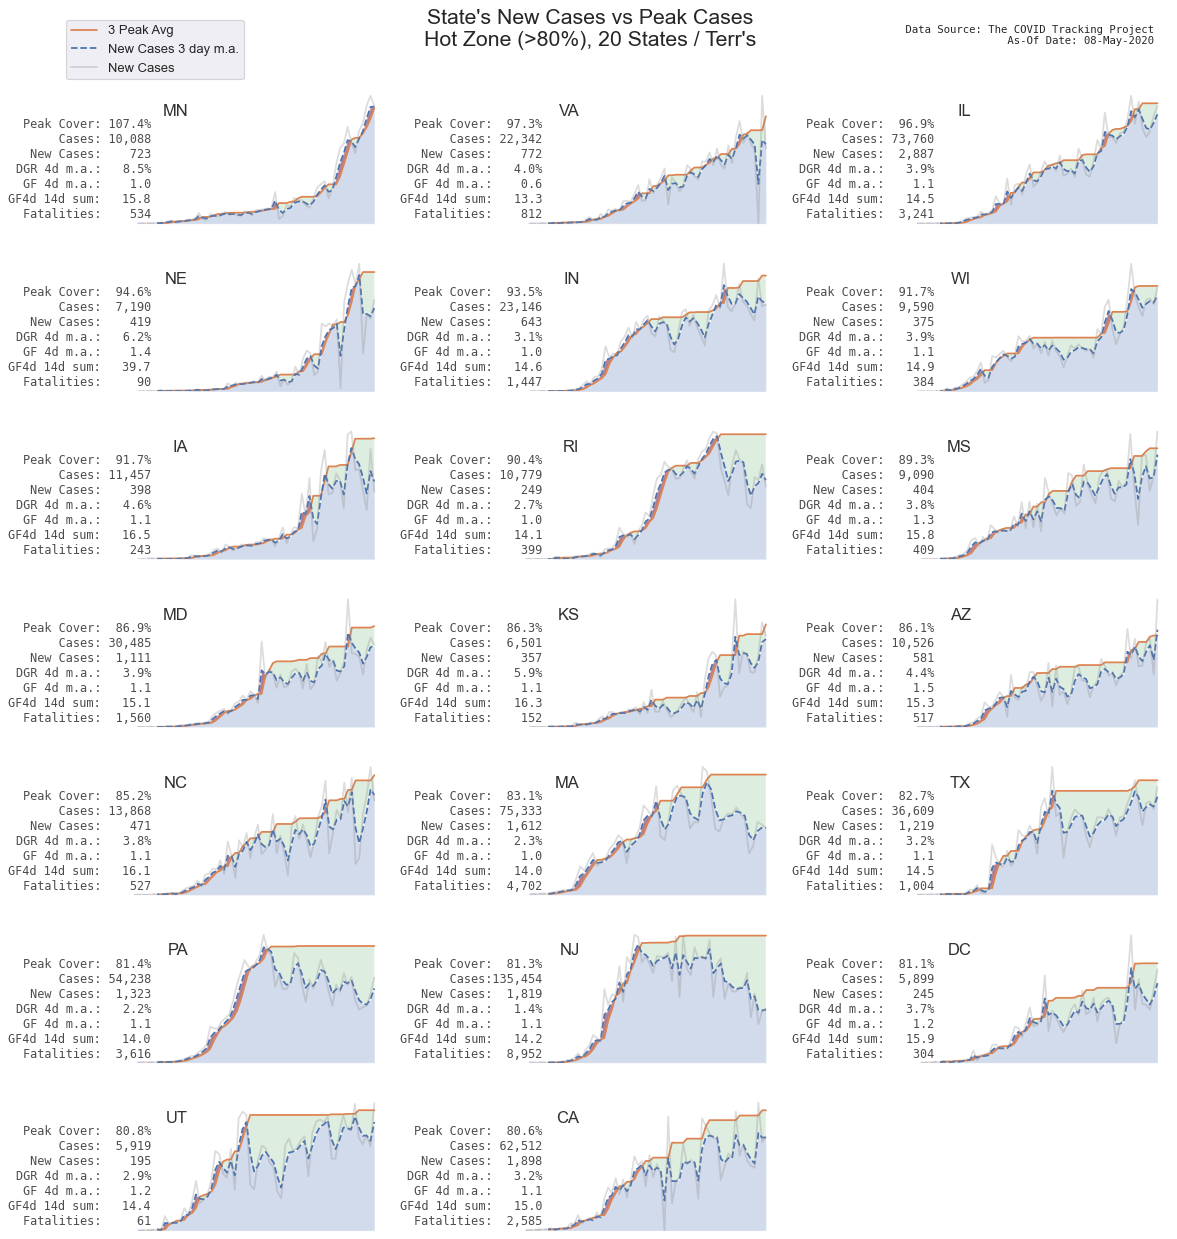 State's New Cases vs Peak Cases
Hot Zone (>80%), 20 States / Terr's
3 Peak Avg
New Cases 3 day m.a.
New Cases
Data Source: The COVID Tracking Project
As-Of Date: 08-May-2020
MN
Peak Cover: 107.4%
Cases: 10,088
New Cases: 723
DGR 4d m.a.: 8.5%
GF 4d m.a.: 1.0
GF4d 14d sum: 15.8
Fatalities: 534
VA
Peak Cover: 97.3%
Cases: 22,342
New Cases: 772
DGR 4d m.a.: 4.0%
GF 4d m.a.: 0.6
GF4d 14d sum: 13.3
Fatalities: 812
IL
Peak Cover: 96.9%
Cases: 73,760
New Cases: 2,887
DGR 4d m.a.: 3.9%
GF 4d m.a.: 1.1
GF4d 14d sum: 14.5
Fatalities: 3,241
NE
Peak Cover: 94.6%
Cases: 7,190
New Cases: 419
DGR 4d m.a.: 6.2%
GF 4d m.a.: 1.4
GF4d 14d sum: 39.7
Fatalities: 90
IN
Peak Cover: 93.5%
Cases: 23,146
New Cases: 643
DGR 4d m.a.: 3.1%
GF 4d m.a.: 1.0
GF4d 14d sum: 14.6
Fatalities: 1,447
WI
Peak Cover: 91.7%
Cases: 9,590
New Cases: 375
DGR 4d m.a.: 3.9%
GF 4d m.a.: 1.1
GF4d 14d sum: 14.9
Fatalities: 384
IA
Peak Cover: 91.7%
Cases: 11,457
New Cases: 398
DGR 4d m.a.: 4.6%
GF 4d m.a.: 1.1
GF4d 14d sum: 16.5
Fatalities: 243
RI
Peak Cover: 90.4%
Cases: 10,779
New Cases: 249
DGR 4d m.a.: 2.7%
GF 4d m.a.: 1.0
GF4d 14d sum: 14.1
Fatalities: 399
MS
Peak Cover: 89.3%
Cases: 9,090
New Cases: 404
DGR 4d m.a.: 3.8%
GF 4d m.a.: 1.3
GF4d 14d sum: 15.8
Fatalities: 409
MD
Peak Cover: 86.9%
Cases: 30,485
New Cases: 1,111
DGR 4d m.a.: 3.9%
GF 4d m.a.: 1.1
GF4d 14d sum: 15.1
Fatalities: 1,560
KS
Peak Cover: 86.3%
Cases: 6,501
New Cases: 357
DGR 4d m.a.: 5.9%
GF 4d m.a.: 1.1
GF4d 14d sum: 16.3
Fatalities: 152
AZ
Peak Cover: 86.1%
Cases: 10,526
New Cases: 581
DGR 4d m.a.: 4.4%
GF 4d m.a.: 1.5
GF4d 14d sum: 15.3
Fatalities: 517
NC
Peak Cover: 85.2%
Cases: 13,868
New Cases: 471
DGR 4d m.a.: 3.8%
GF 4d m.a.: 1.1
GF4d 14d sum: 16.1
Fatalities: 527
MA
Peak Cover: 83.1%
Cases: 75,333
New Cases: 1,612
DGR 4d m.a.: 2.3%
GF 4d m.a.: 1.0
GF4d 14d sum: 14.0
Fatalities: 4,702
TX
Peak Cover: 82.7%
Cases: 36,609
New Cases: 1,219
DGR 4d m.a.: 3.2%
GF 4d m.a.: 1.1
GF4d 14d sum: 14.5
Fatalities: 1,004
PA
Peak Cover: 81.4%
Cases: 54,238
New Cases: 1,323
DGR 4d m.a.: 2.2%
GF 4d m.a.: 1.1
GF4d 14d sum: 14.0
Fatalities: 3,616
NJ
Peak Cover: 81.3%
Cases:135,454
New Cases: 1,819
DGR 4d m.a.: 1.4%
GF 4d m.a.: 1.1
GF4d 14d sum: 14.2
Fatalities: 8,952
DC
Peak Cover: 81.1%
Cases: 5,899
New Cases: 245
DGR 4d m.a.: 3.7%
GF 4d m.a.: 1.2
GF4d 14d sum: 15.9
Fatalities: 304
UT
Peak Cover: 80.8%
Cases: 5,919
New Cases: 195
DGR 4d m.a.: 2.9%
GF 4d m.a.: 1.2
GF4d 14d sum: 14.4
Fatalities: 61
CA
Peak Cover: 80.6%
Cases: 62,512
New Cases: 1,898
DGR 4d m.a.: 3.2%
GF 4d m.a.: 1.1
GF4d 14d sum: 15.0
Fatalities: 2,585